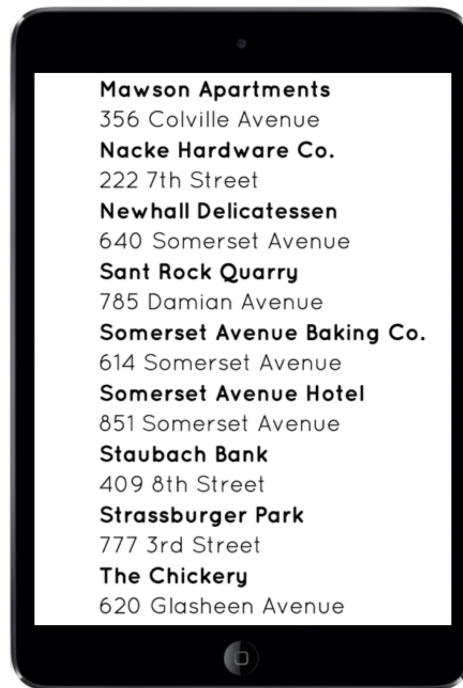 Mawson Apartments
356 Colville Avenue
Nacke Hardware Co.
222 7th Street
Newhall Delicatessen
640 Somerset Avenue
Sant Rock Quarry
785 Damian Avenue
Somerset Avenue Baking Co.
614 Somerset Avenue
Somerset Avenue Hotel
851 Somerset Avenue
Staubach Bank
409 8th Street
Strassburger Park
777 3rd Street
The Chickery
620 Glasheen Avenue